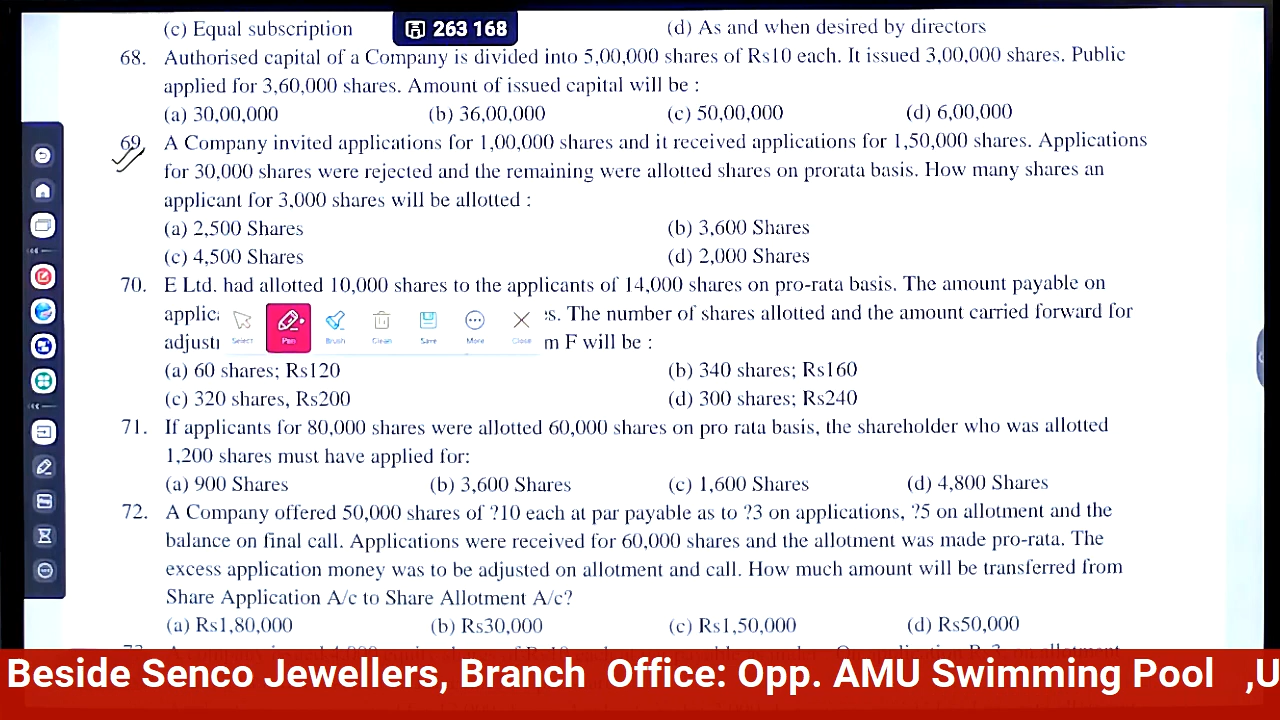 (c) Equal subscription (d) As and when desired by directors
263 168
68. Authorised capital of a Company is divided into 5,00,000 shares of Rs10 each. It issued 3,00,000 shares. Public
applied for 3,60,000 shares. Amount of issued capital will be :
(a) 30,00,000 (b) 36,00,000 (c) 50,00,000 (d) 6,00,000
69. A Company invited applications for 1,00,000 shares and it received applications for 1,50,000 shares. Applications
for 30,000 shares were rejected and the remaining were allotted shares on prorata basis. How many shares an
applicant for 3,000 shares will be allotted :
(a) 2,500 Shares (b) 3,600 Shares
(c) 4,500 Shares (d) 2,000 Shares
70. E Ltd. had allotted 10,000 shares to the applicants of 14,000 shares on pro-rata basis. The amount payable on
The number of shares allotted and the amount carried forward for
F will be :
Select Pen Brush Clean Save More Close
(a) 60 shares; Rs120 (b) 340 shares; Rs160
(c) 320 shares, Rs200 (d) 300 shares; Rs240
71. If applicants for 80,000 shares were allotted 60,000 shares on pro rata basis, the shareholder who was allotted
1,200 shares must have applied for:
(a) 900 Shares (b) 3,600 Shares (c) 1,600 Shares (d) 4,800 Shares
72. A Company offered 50,000 shares of ?10 each at par payable as to ?3 on applications, ?5 on allotment and the
balance on final call. Applications were received for 60,000 shares and the allotment was made pro-rata. The
excess application money was to be adjusted on allotment and call. How much amount will be transferred from
Share Application A/c to Share Allotment A/c?
(a) Rs1,80,000 (b) Rs30,000 (c) Rs1,50,000 (d) Rs50,000
Beside Senco Jewellers, Branch Office: Opp. AMU Swimming Pool ,U